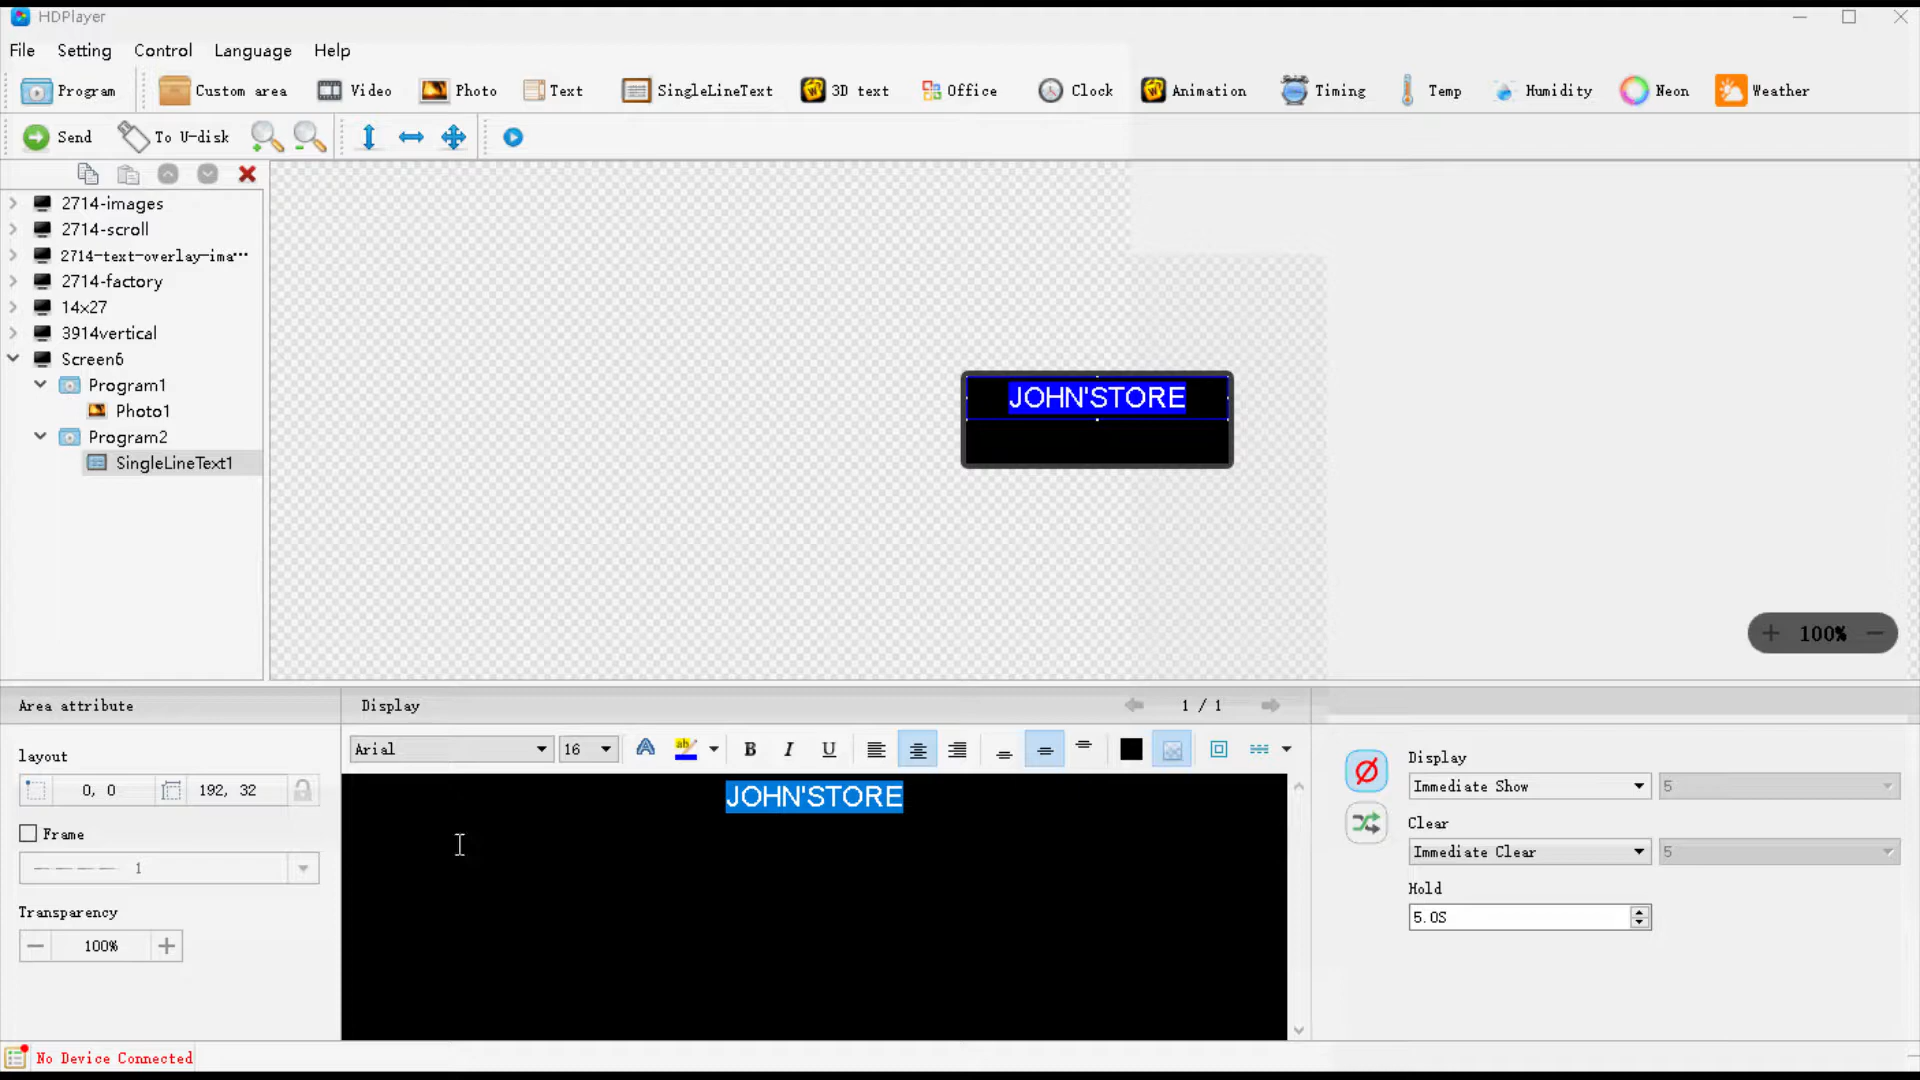 HDPlayer
File Setting Control Language Help
Program Custom area Video Photo Text SingleLineText 3D text Office Clock Animation Timing Temp Humidity Neon Weather
Send To U-disk
2714-images
2714-scroll
2714-text-overlay-ima···
2714-factory
14x27
3914vertical
Screen6
Program1
Photo1
Program2
SingleLineText1
JOHN'STORE
+ 100% −
Area attribute
Display 1 / 1
layout
0, 0 192, 32
Frame
1
Transparency
− 100% +
Arial 16 A ab B I U
JOHN'STORE
Display
Immediate Show 5
Clear
Immediate Clear 5
Hold
5.0S
No Device Connected